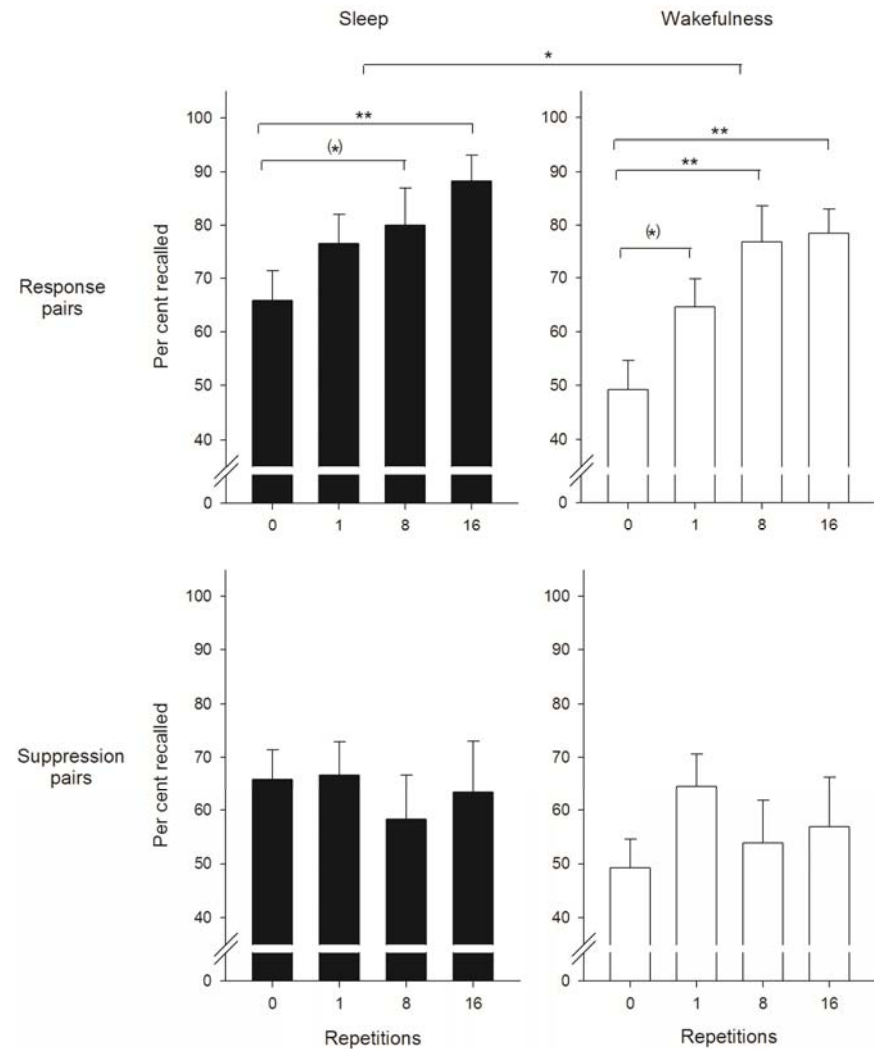 Sleep Wakefulness
*
** **
(*) **
(*)
100 100
90 90
80 80
70 70
60 60
50 50
40 40
0 0
Response
pairs
Per cent recalled
0 1 8 16 0 1 8 16
100 100
90 90
80 80
70 70
60 60
50 50
40 40
0 0
Suppression
pairs
Per cent recalled
0 1 8 16 0 1 8 16
Repetitions Repetitions